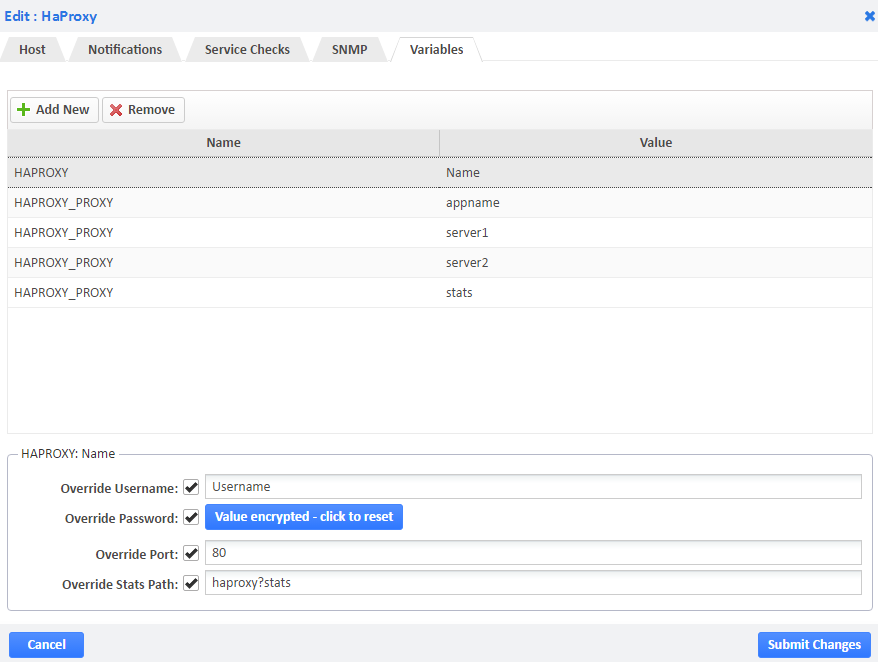 Edit : HaProxy
Host Notifications Service Checks SNMP Variables
Add New Remove
Name Value
HAPROXY Name
HAPROXY_PROXY appname
HAPROXY_PROXY server1
HAPROXY_PROXY server2
HAPROXY_PROXY stats
HAPROXY: Name
Override Username: Username
Override Password: Value encrypted - click to reset
Override Port: 80
Override Stats Path: haproxy?stats
Cancel Submit Changes